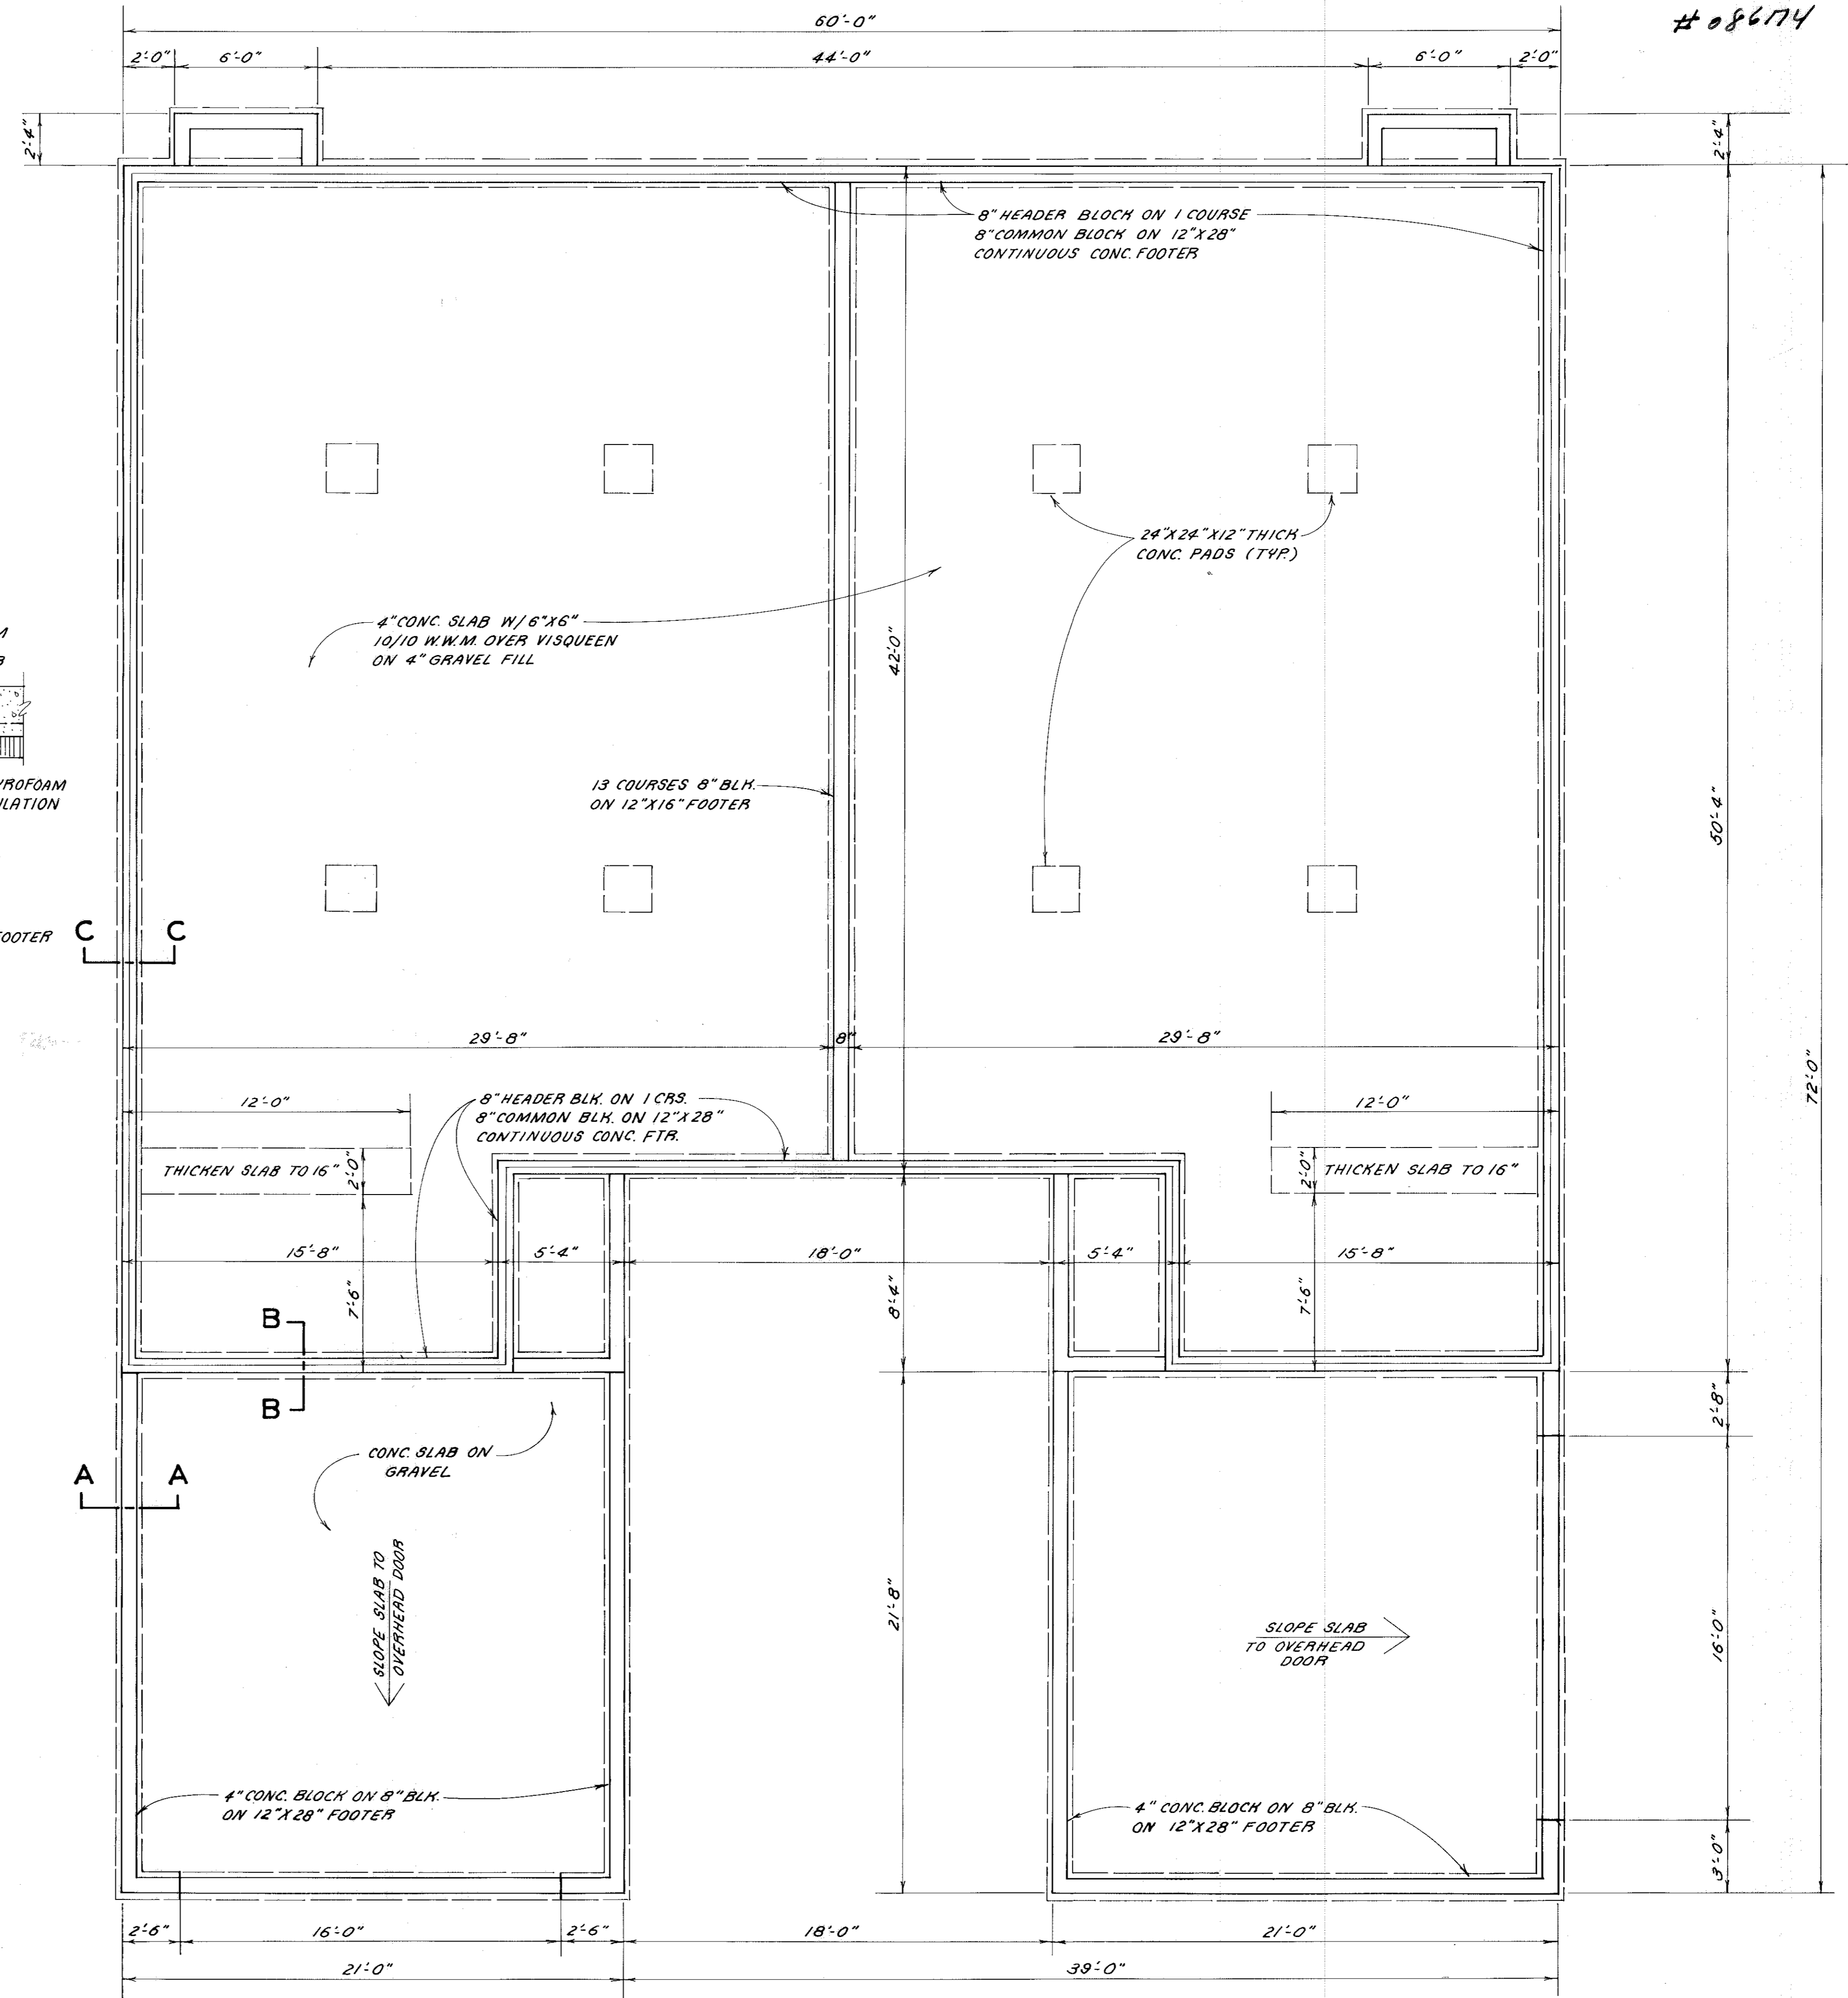 # 086174
60'-0"
2'-0" 6'-0" 44'-0" 6'-0" 2'-0"
2'-4"
2'-4"
8" HEADER BLOCK ON 1 COURSE
8" COMMON BLOCK ON 12"X28"
CONTINUOUS CONC. FOOTER
24"X24"X12" THICK
CONC. PADS (TYP.)
4" CONC. SLAB W/ 6"X6"
10/10 W.W.M. OVER VISQUEEN
ON 4" GRAVEL FILL
42'-0"
13 COURSES 8" BLK.
ON 12"X16" FOOTER
50'-4"
ULATION
FOOTER
C C
29'-8" 8" 29'-8"
72'-0"
12'-0"
8" HEADER BLK. ON 1 CRS.
8" COMMON BLK. ON 12"X28"
CONTINUOUS CONC. FTR.
12'-0"
THICKEN SLAB TO 16"
2'-0"
2'-0"
THICKEN SLAB TO 16"
15'-8" 5'-4" 18'-0" 5'-4" 15'-8"
7'-6"
8'-4"
7'-6"
B
B
2'-8"
CONC. SLAB ON
GRAVEL
A A
SLOPE SLAB TO
OVERHEAD DOOR
21'-8"
SLOPE SLAB
TO OVERHEAD
DOOR
16'-0"
4" CONC. BLOCK ON 8" BLK.
ON 12"X28" FOOTER
4" CONC. BLOCK ON 8" BLK.
ON 12"X28" FOOTER
3'-0"
2'-6" 16'-0" 2'-6" 18'-0" 21'-0"
21'-0" 39'-0"